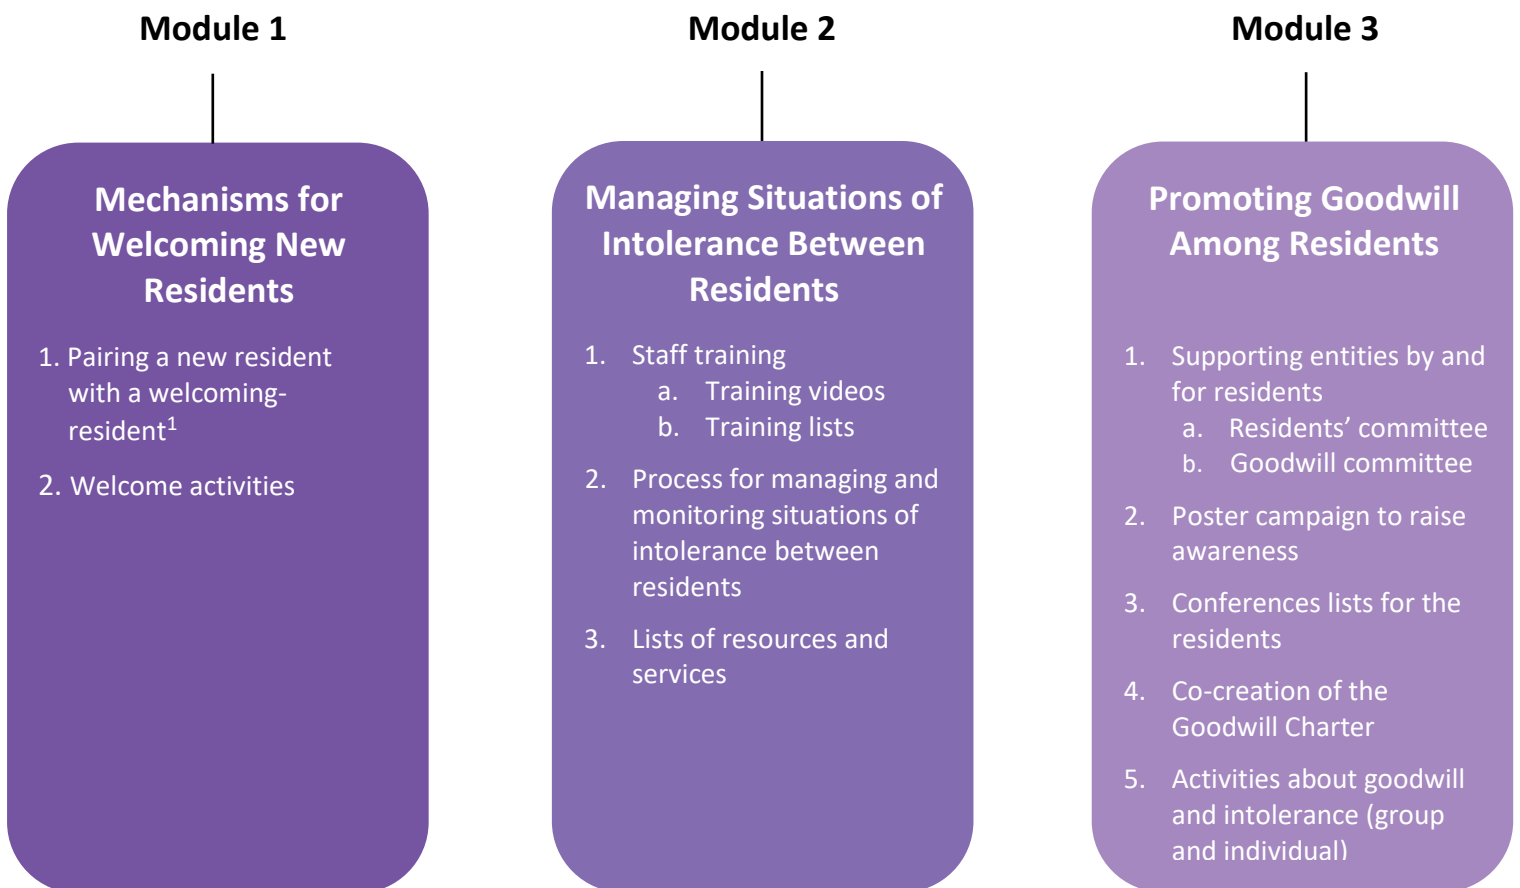 Module 1
Mechanisms for
Welcoming New
Residents
1. Pairing a new resident
with a welcoming-
resident1
2. Welcome activities
Module 2
Managing Situations of
Intolerance Between
Residents
1. Staff training
a. Training videos
b. Training lists
2. Process for managing and
monitoring situations of
intolerance between
residents
3. Lists of resources and
services
Module 3
Promoting Goodwill
Among Residents
1. Supporting entities by and
for residents
a. Residents’ committee
b. Goodwill committee
2. Poster campaign to raise
awareness
3. Conferences lists for the
residents
4. Co-creation of the
Goodwill Charter
5. Activities about goodwill
and intolerance (group
and individual)